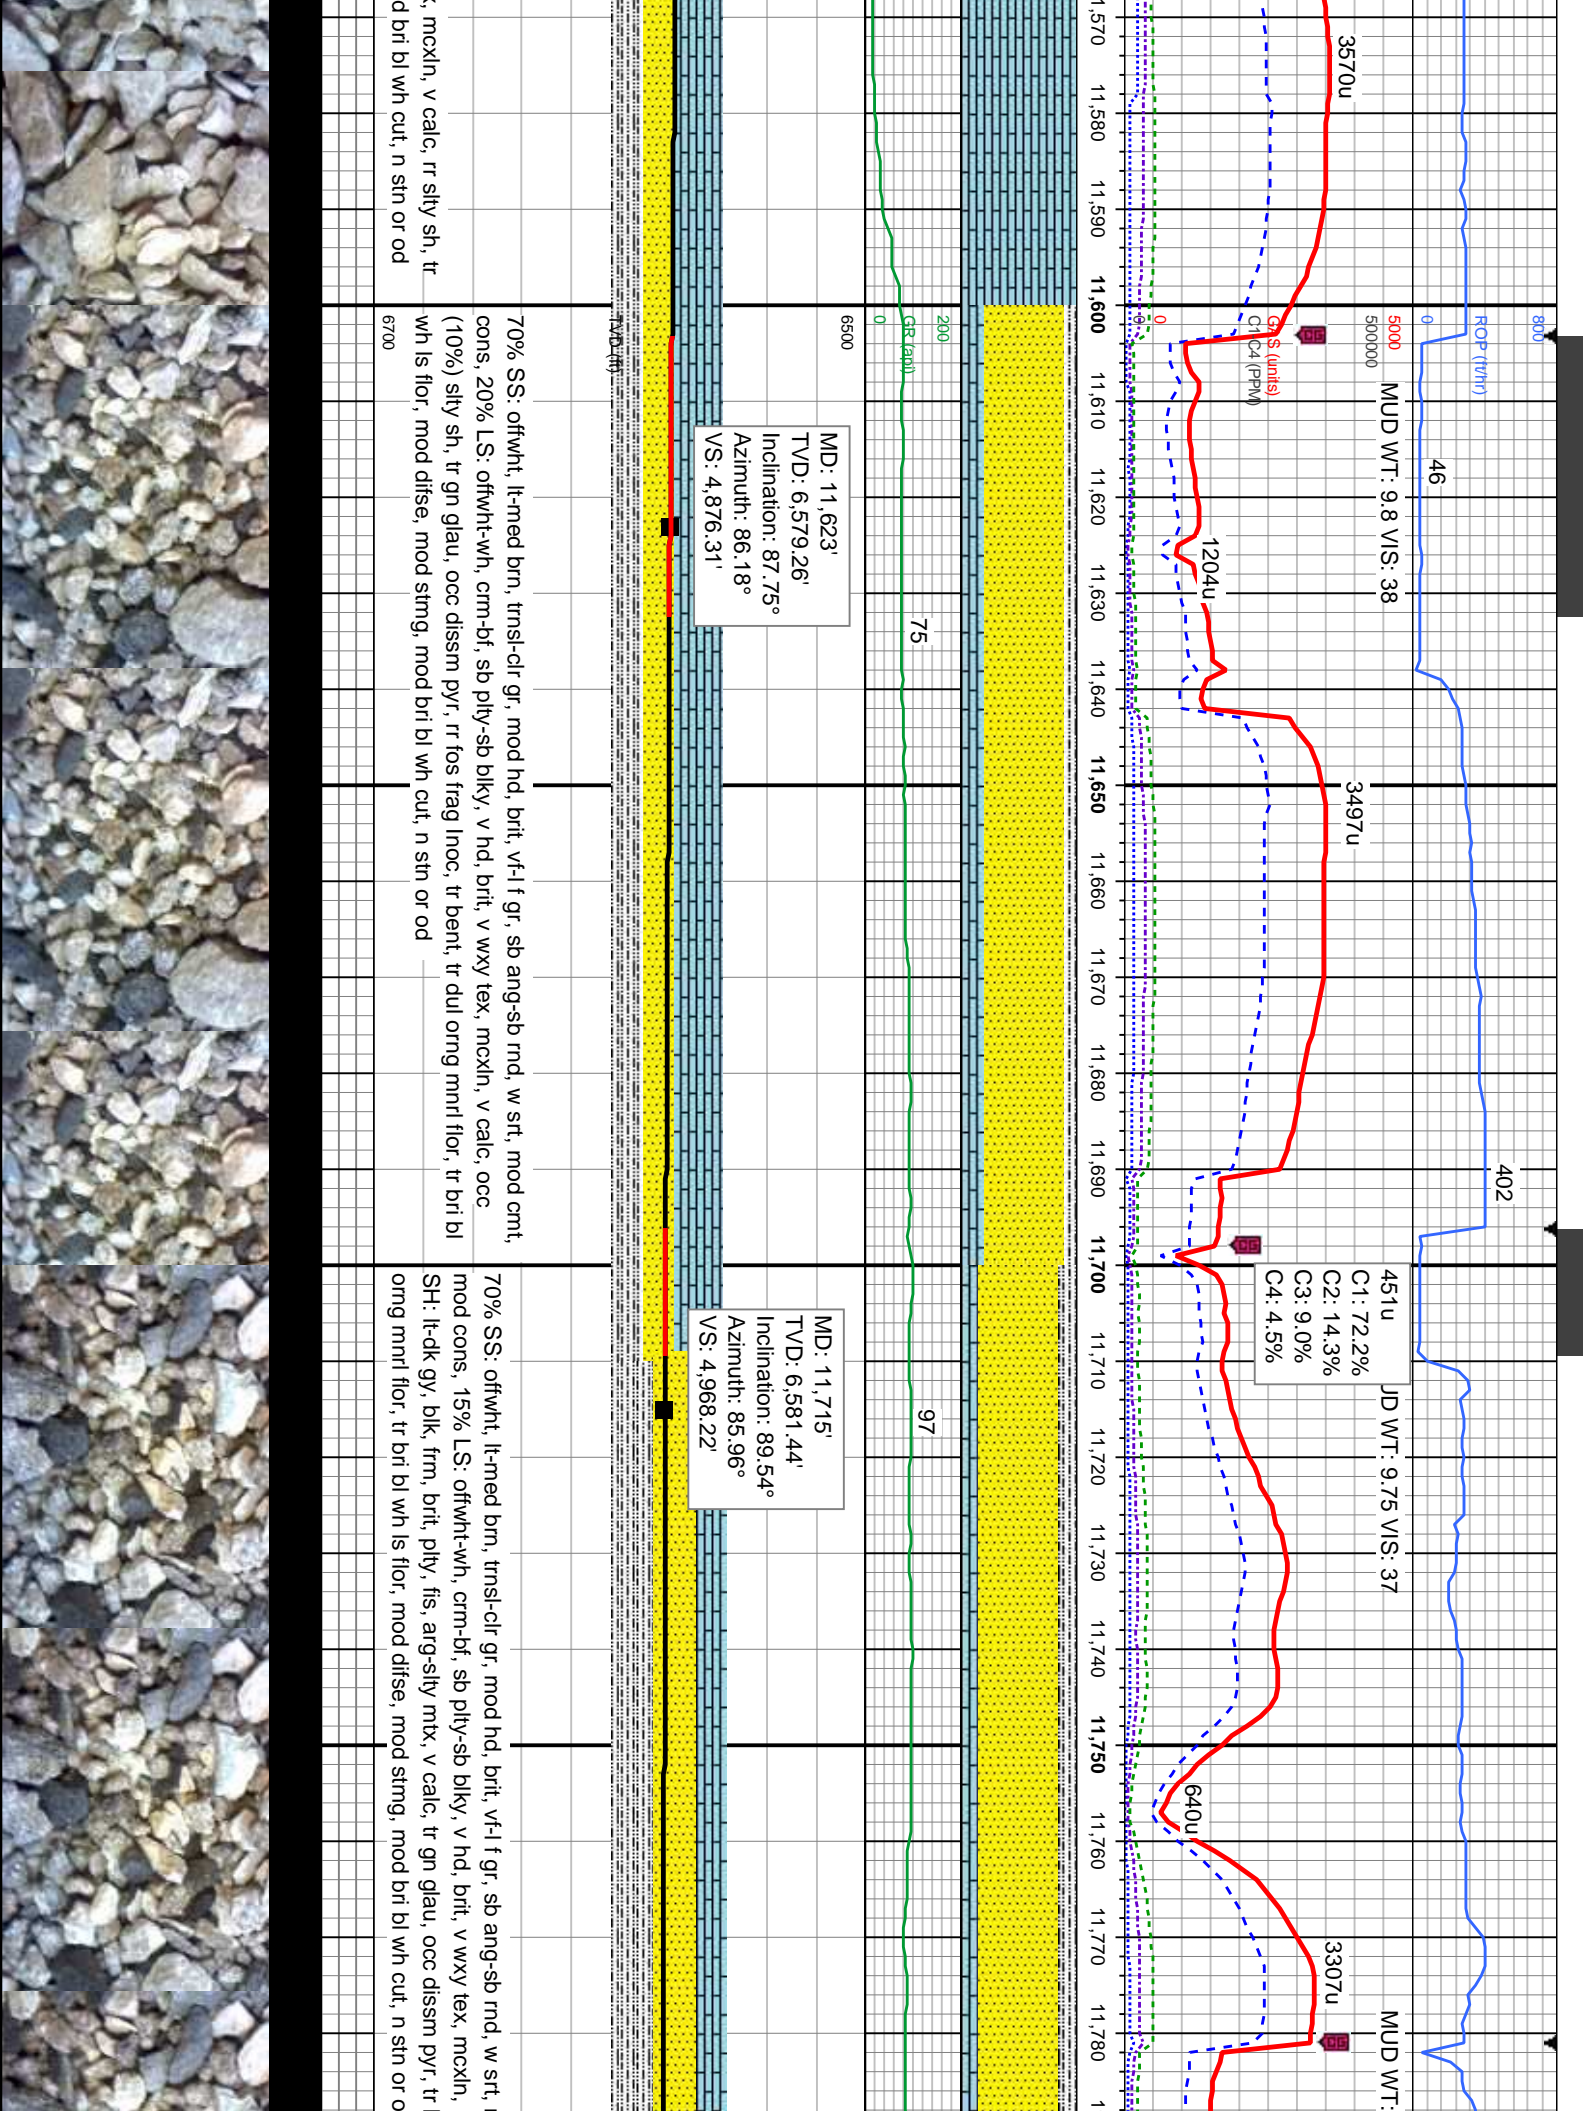 ROP (ft/hr)
0
800
46
402
MUD WT: 9.8 VIS: 38
UD WT: 9.75 VIS: 37
MUD WT:
5000
500000
GAS (units)
C1C4 (PPM)
0
3570u
1204u
3497u
451u
C1: 72.2%
C2: 14.3%
C3: 9.0%
C4: 4.5%
640u
3307u
11,570
11,580
11,590
11,600
11,610
11,620
11,630
11,640
11,650
11,660
11,670
11,680
11,690
11,700
11,710
11,720
11,730
11,740
11,750
11,760
11,770
11,780
200
GR (api)
0
75
97
6500
TVD (ft)
6700
MD: 11,623'
TVD: 6,579.26'
Inclination: 87.75°
Azimuth: 86.18°
VS: 4,876.31'
MD: 11,715'
TVD: 6,581.44'
Inclination: 89.54°
Azimuth: 85.96°
VS: 4,968.22'
mcxln, v calc, rr slty sh, tr
d bri bl wh cut, n stn or od
70% SS: offwht, lt-med brn, trnsl-clr gr, mod hd, brit, vf-l f gr, sb ang-sb rnd, w srt, mod cmt,
cons, 20% LS: offwht-wh, crm-bf, sb plty-sb blky, v hd, brit, v wxy tex, mcxln, v calc, occ
(10%) slty sh, tr gn glau, occ dissm pyr, rr fos frag Inoc, tr bent, tr dul orng mnrl flor, tr bri bl
wh ls flor, mod difse, mod stmg, mod bri bl wh cut, n stn or od
70% SS: offwht, lt-med brn, trnsl-clr gr, mod hd, brit, vf-l f gr, sb ang-sb rnd, w srt,
mod cons, 15% LS: offwht-wh, crm-bf, sb plty-sb blky, v hd, brit, v wxy tex, mcxln,
SH: lt-dk gy, blk, frm, brit, plty, fis, arg-slty mtx, v calc, tr gn glau, occ dissm pyr, tr
orng mnrl flor, tr bri bl wh ls flor, mod difse, mod stmg, mod bri bl wh cut, n stn or o